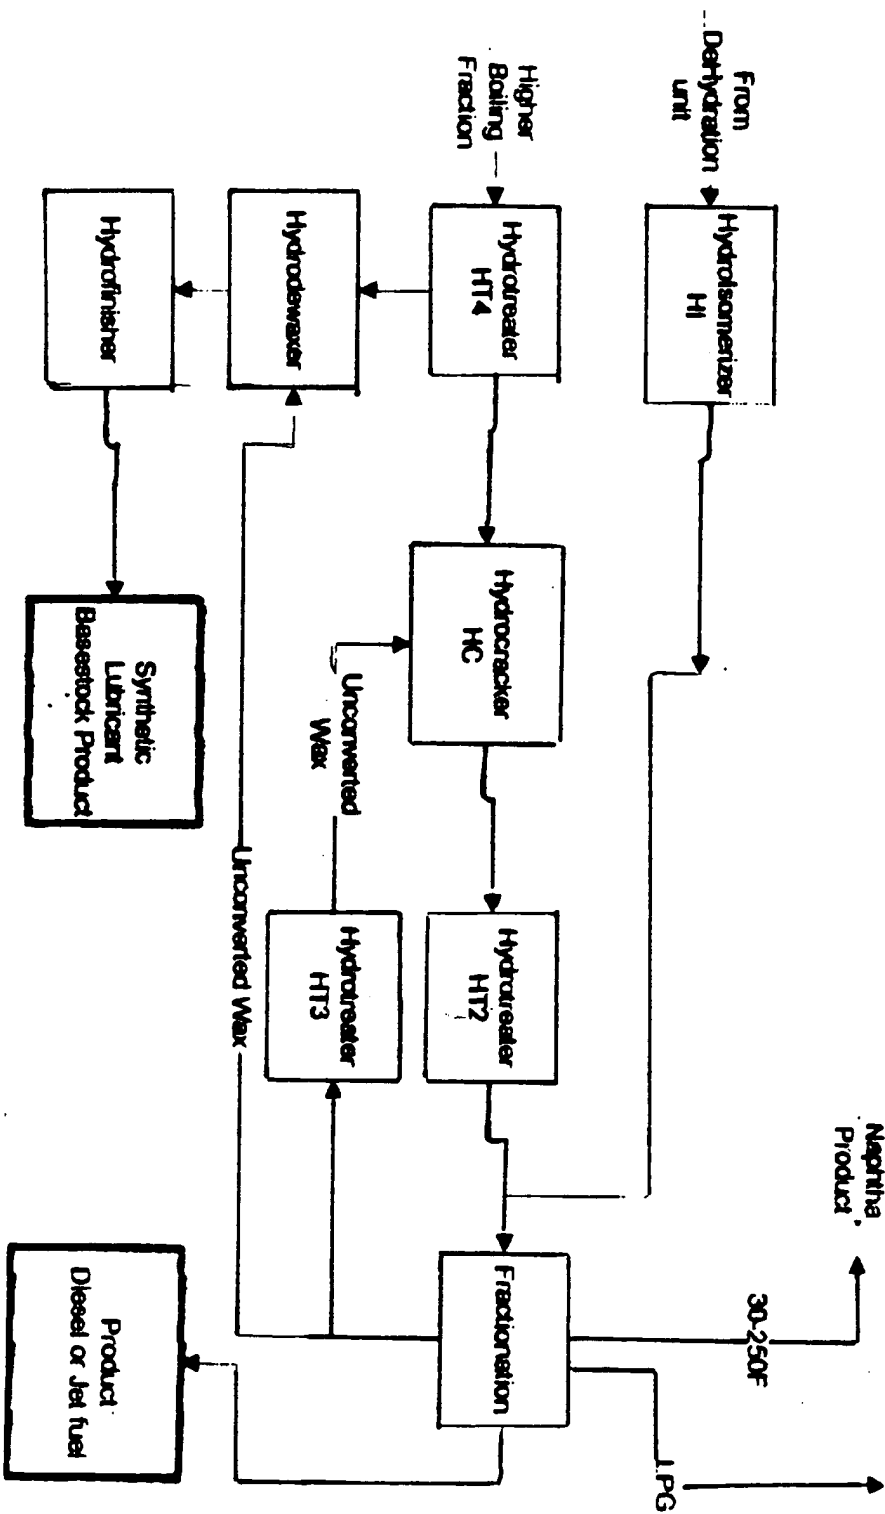 From
DeHydration
unit
HydroIsomerizer
HI
Naphtha
Product
30-250F
LPG
Higher
Boiling
Fraction
Hydrotreater
HT4
Hydrocracker
HC
Hydrotreater
HT2
Fractionation
Unconverted
Wax
Hydrotreater
HT3
Hydrodewaxer
Unconverted Wax
Hydrofinisher
Synthetic
Lubricant
Basestock Product
Product
Diesel or Jet fuel